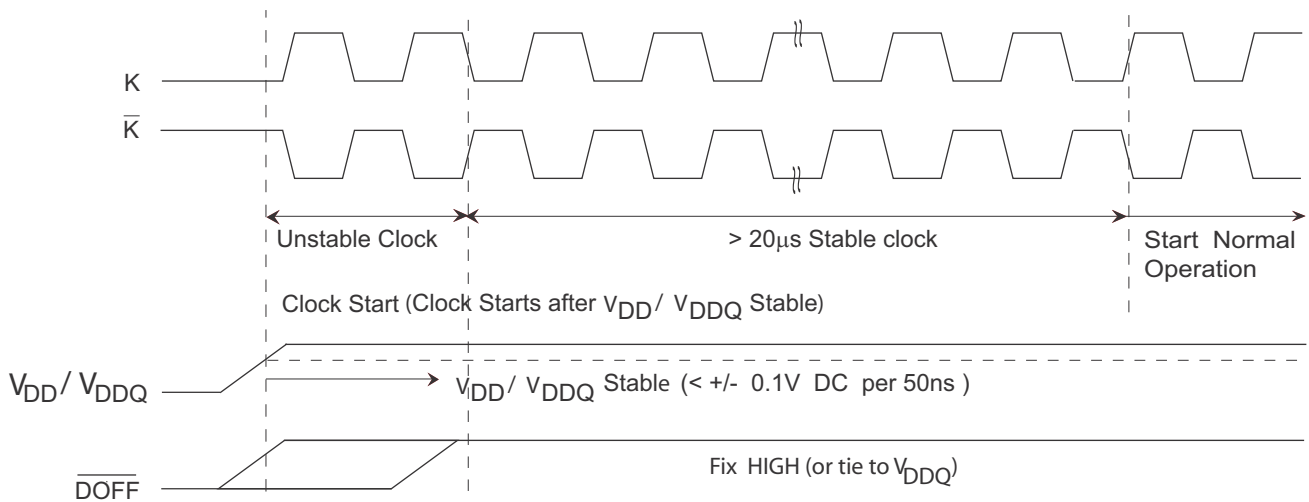 K
K̅
Unstable Clock
> 20μs Stable clock
Start Normal
Operation
Clock Start (Clock Starts after VDD / VDDQ Stable)
VDD / VDDQ
VDD / VDDQ Stable (< +/- 0.1V DC per 50ns )
D̅O̅F̅F̅
Fix HIGH (or tie to VDDQ)